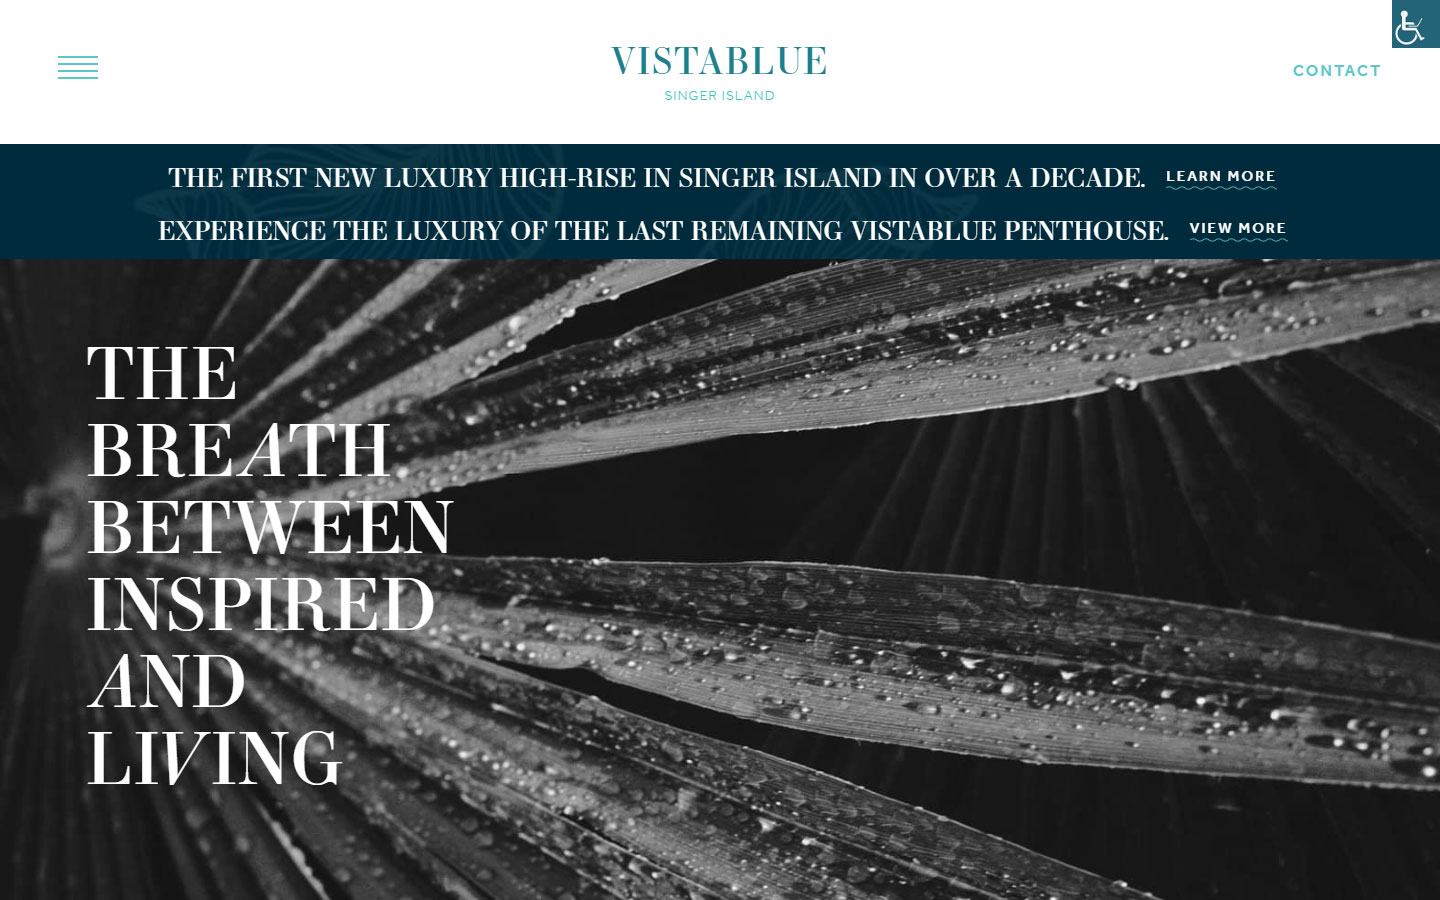 VISTABLUE
SINGER ISLAND
CONTACT
THE FIRST NEW LUXURY HIGH-RISE IN SINGER ISLAND IN OVER A DECADE. LEARN MORE
EXPERIENCE THE LUXURY OF THE LAST REMAINING VISTABLUE PENTHOUSE. VIEW MORE
THE
BREATH
BETWEEN
INSPIRED
AND
LIVING